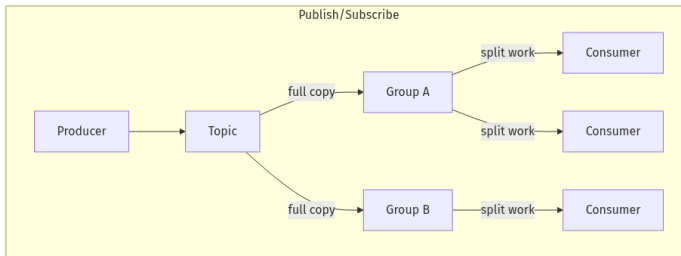 Publish/Subscribe
split work
Consumer
full copy
Group A
Producer
Topic
split work
Consumer
full copy
Group B
split work
Consumer